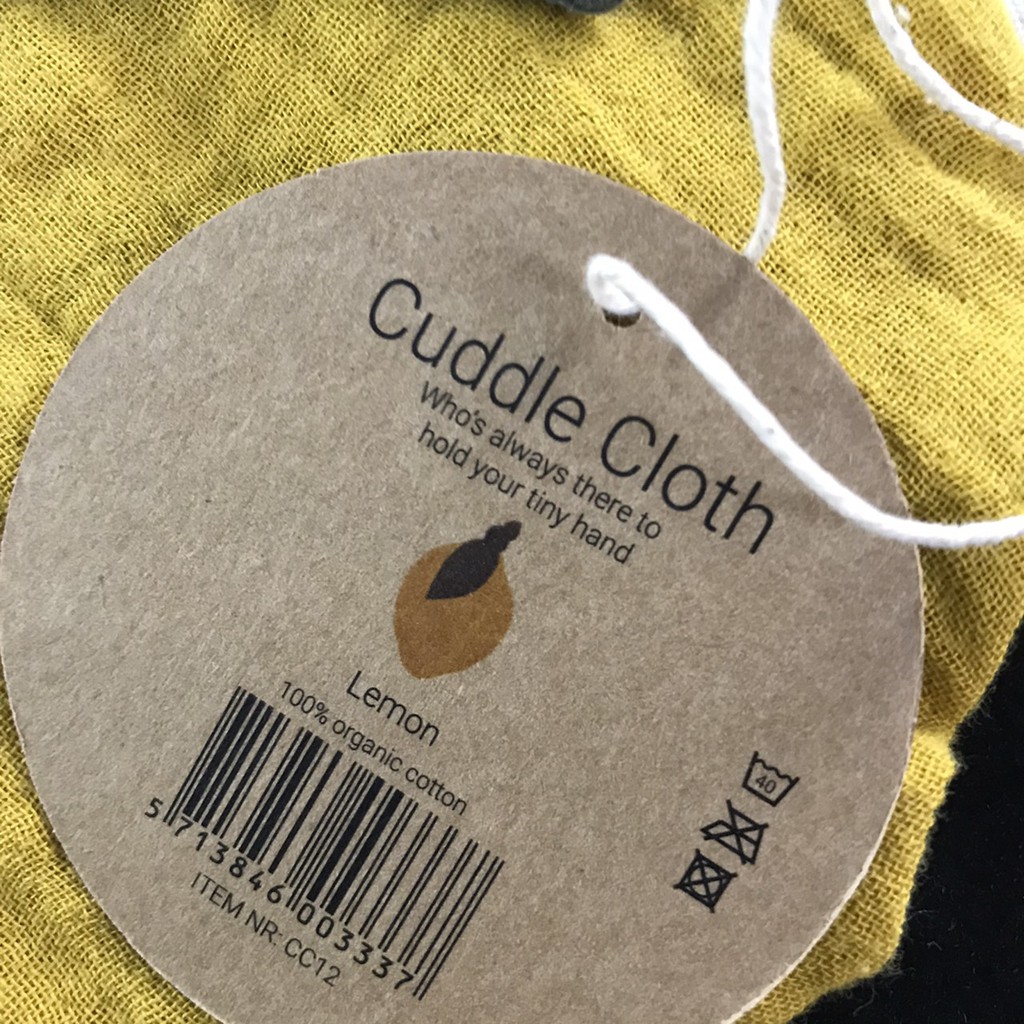 Cuddle Cloth
Who's always there to
hold your tiny hand
Lemon
100% organic cotton
5 713846 003337
ITEM NR: CC12
40